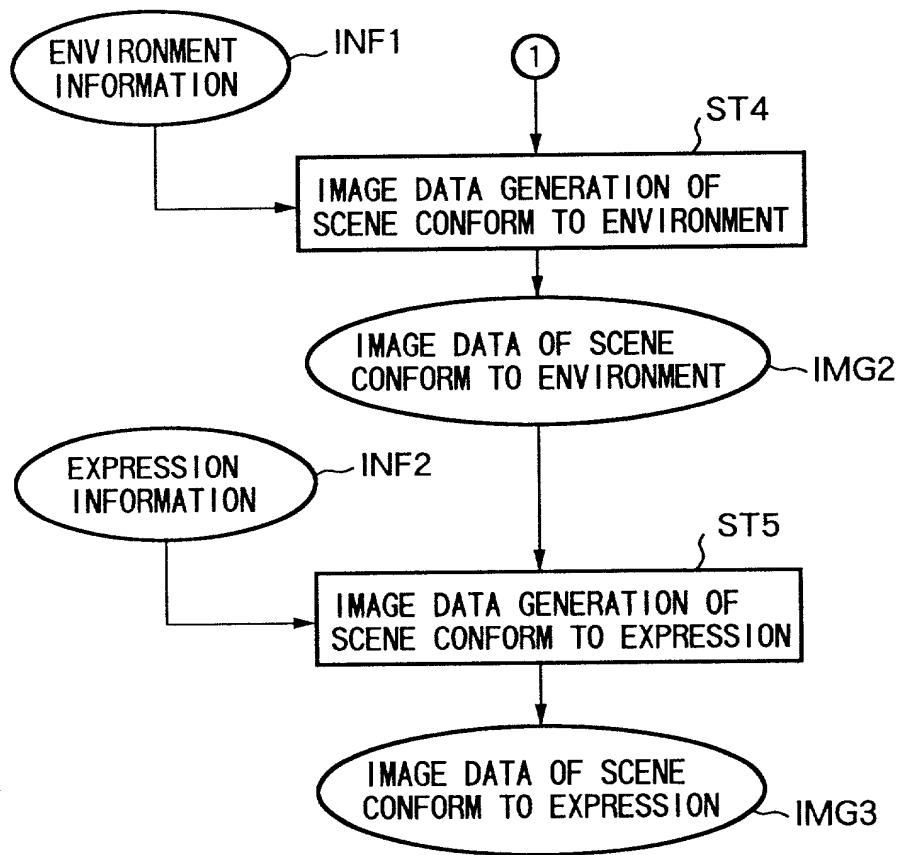 ENVIRONMENT
INFORMATION
INF1
1
ST4
IMAGE DATA GENERATION OF
SCENE CONFORM TO ENVIRONMENT
IMAGE DATA OF SCENE
CONFORM TO ENVIRONMENT
IMG2
EXPRESSION
INFORMATION
INF2
ST5
IMAGE DATA GENERATION OF
SCENE CONFORM TO EXPRESSION
IMAGE DATA OF SCENE
CONFORM TO EXPRESSION
IMG3